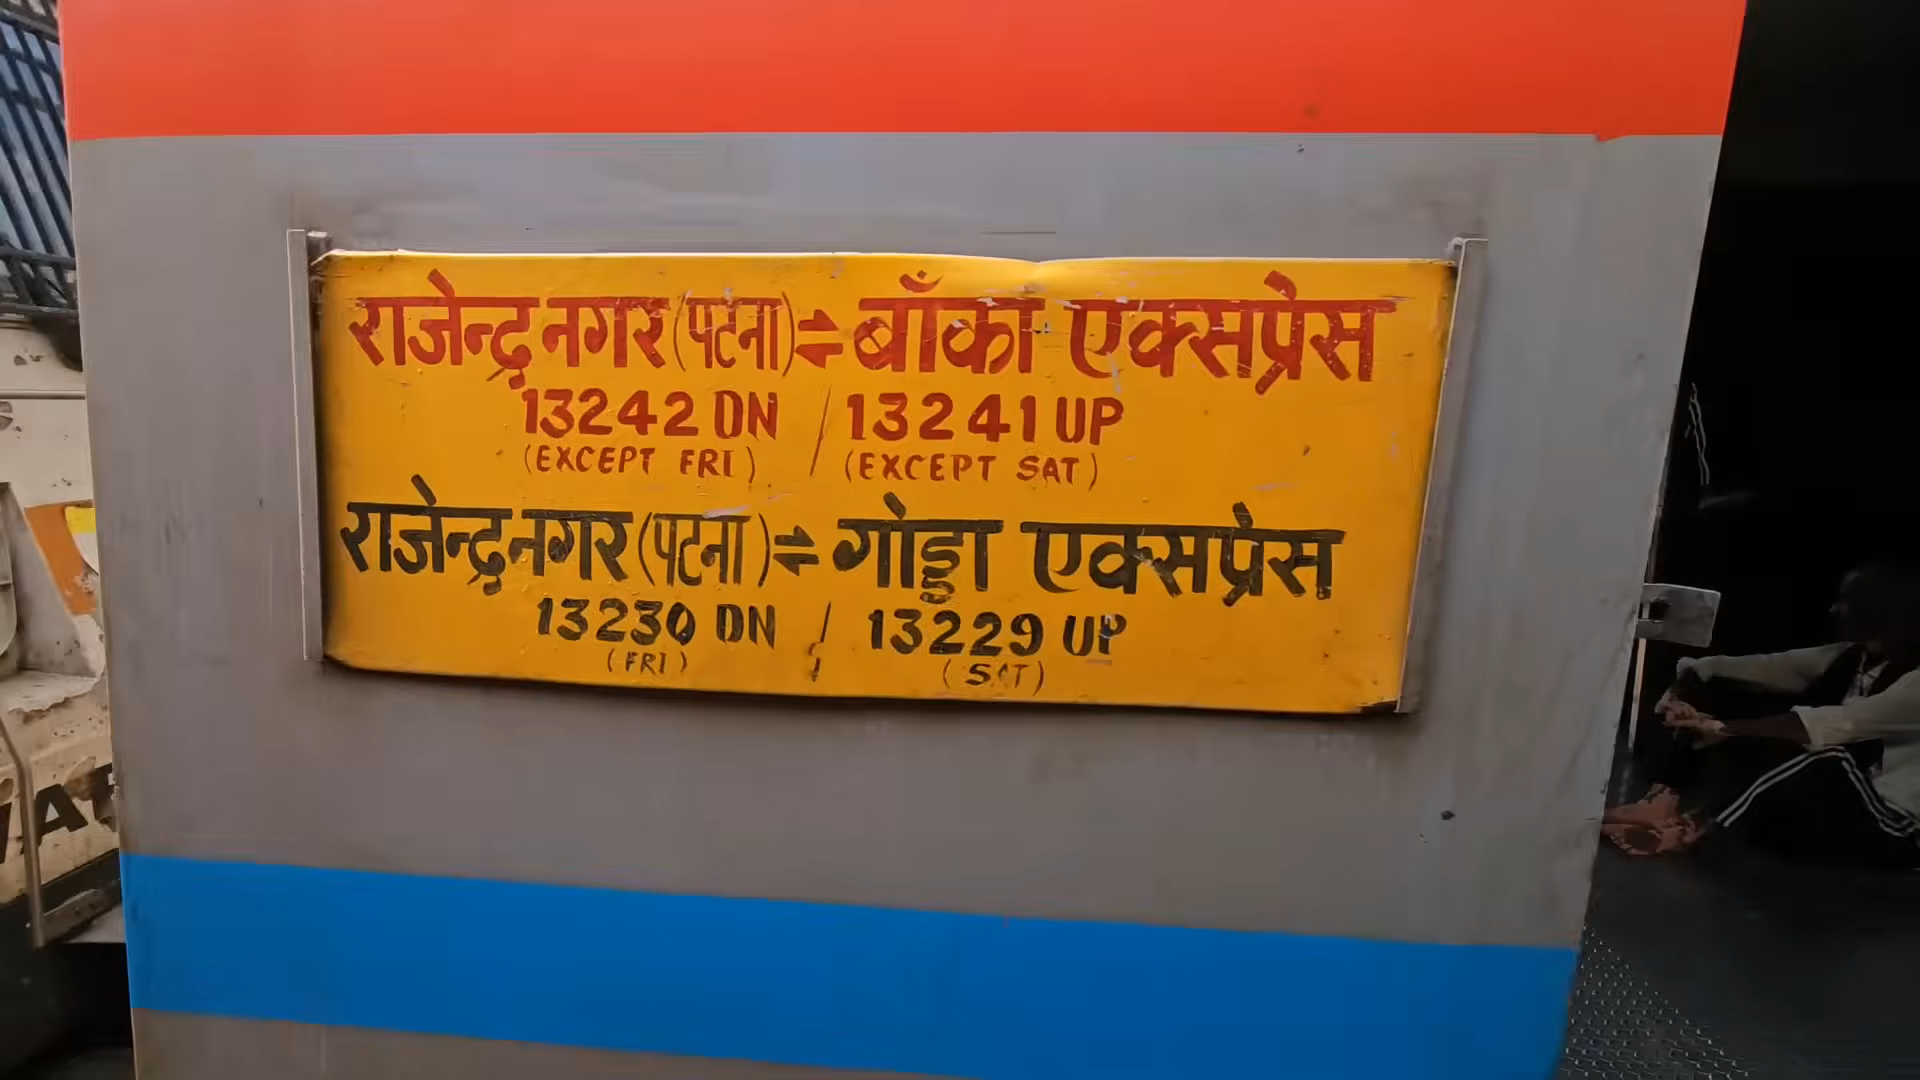 राजेन्द्र नगर (पटना) ⇌ बाँका एक्सप्रेस
13242 DN / 13241 UP
(EXCEPT FRI) / (EXCEPT SAT)
राजेन्द्र नगर (पटना) ⇌ गोड्डा एक्सप्रेस
13230 DN / 13229 UP
(FRI) (SAT)